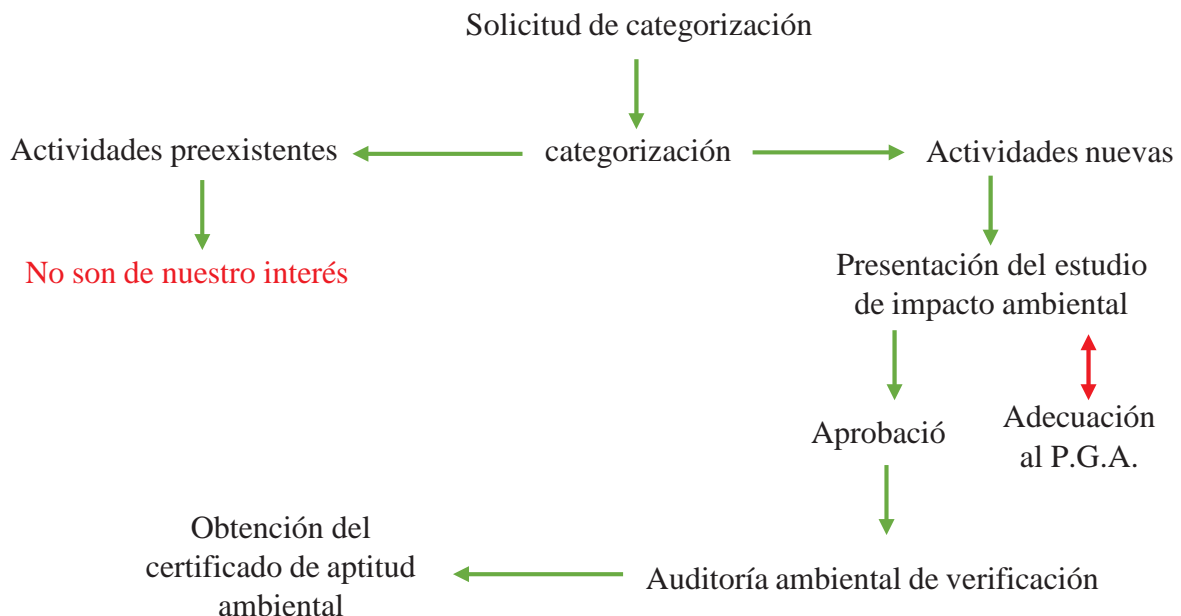 Solicitud de categorización
Actividades preexistentes
categorización
Actividades nuevas
No son de nuestro interés
Presentación del estudio
de impacto ambiental
Aprobació
Adecuación
al P.G.A.
Obtención del
certificado de aptitud
ambiental
Auditoría ambiental de verificación